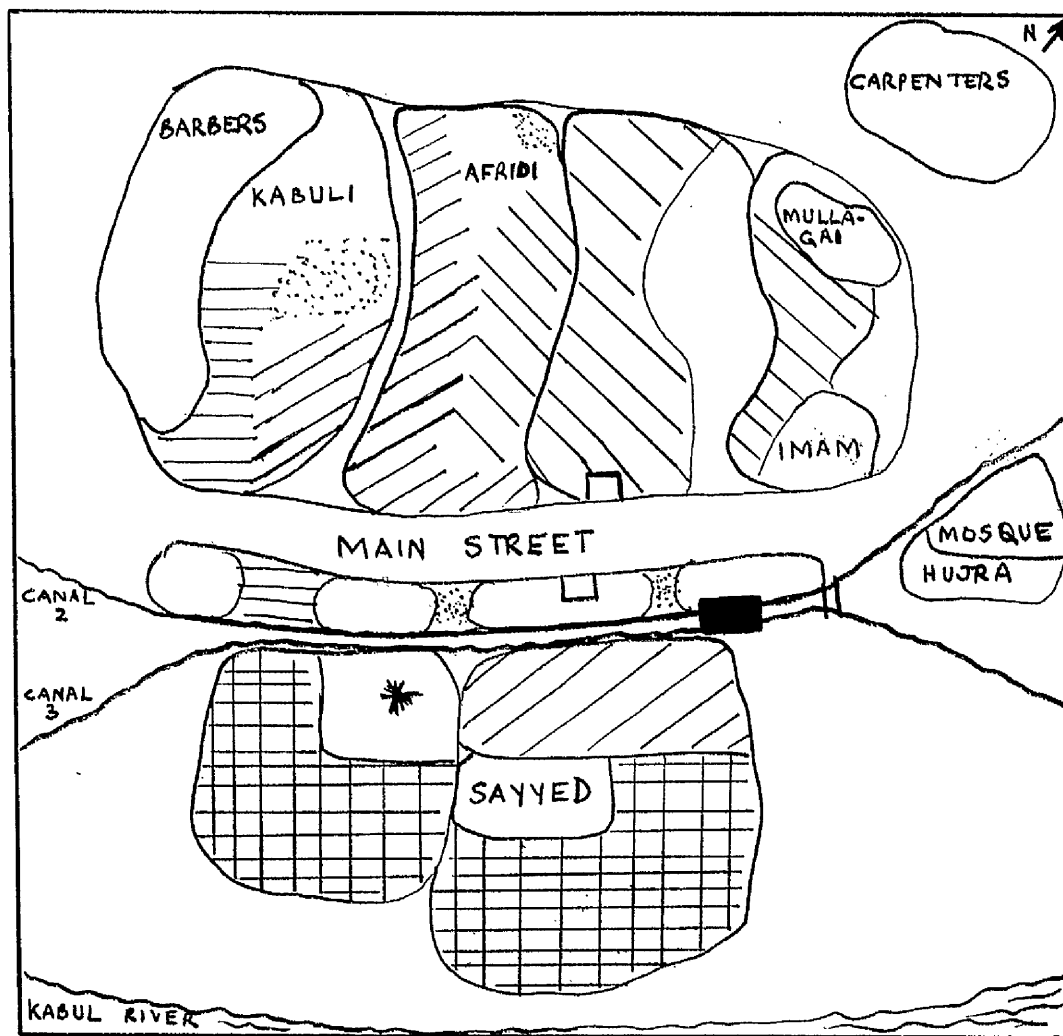 N
CARPENTERS
BARBERS
AFRIDI
KABULI
MULLA-
GAI
IMAM
MAIN STREET
MOSQUE
HUJRA
CANAL
2
CANAL
3
SAYYED
KABUL RIVER